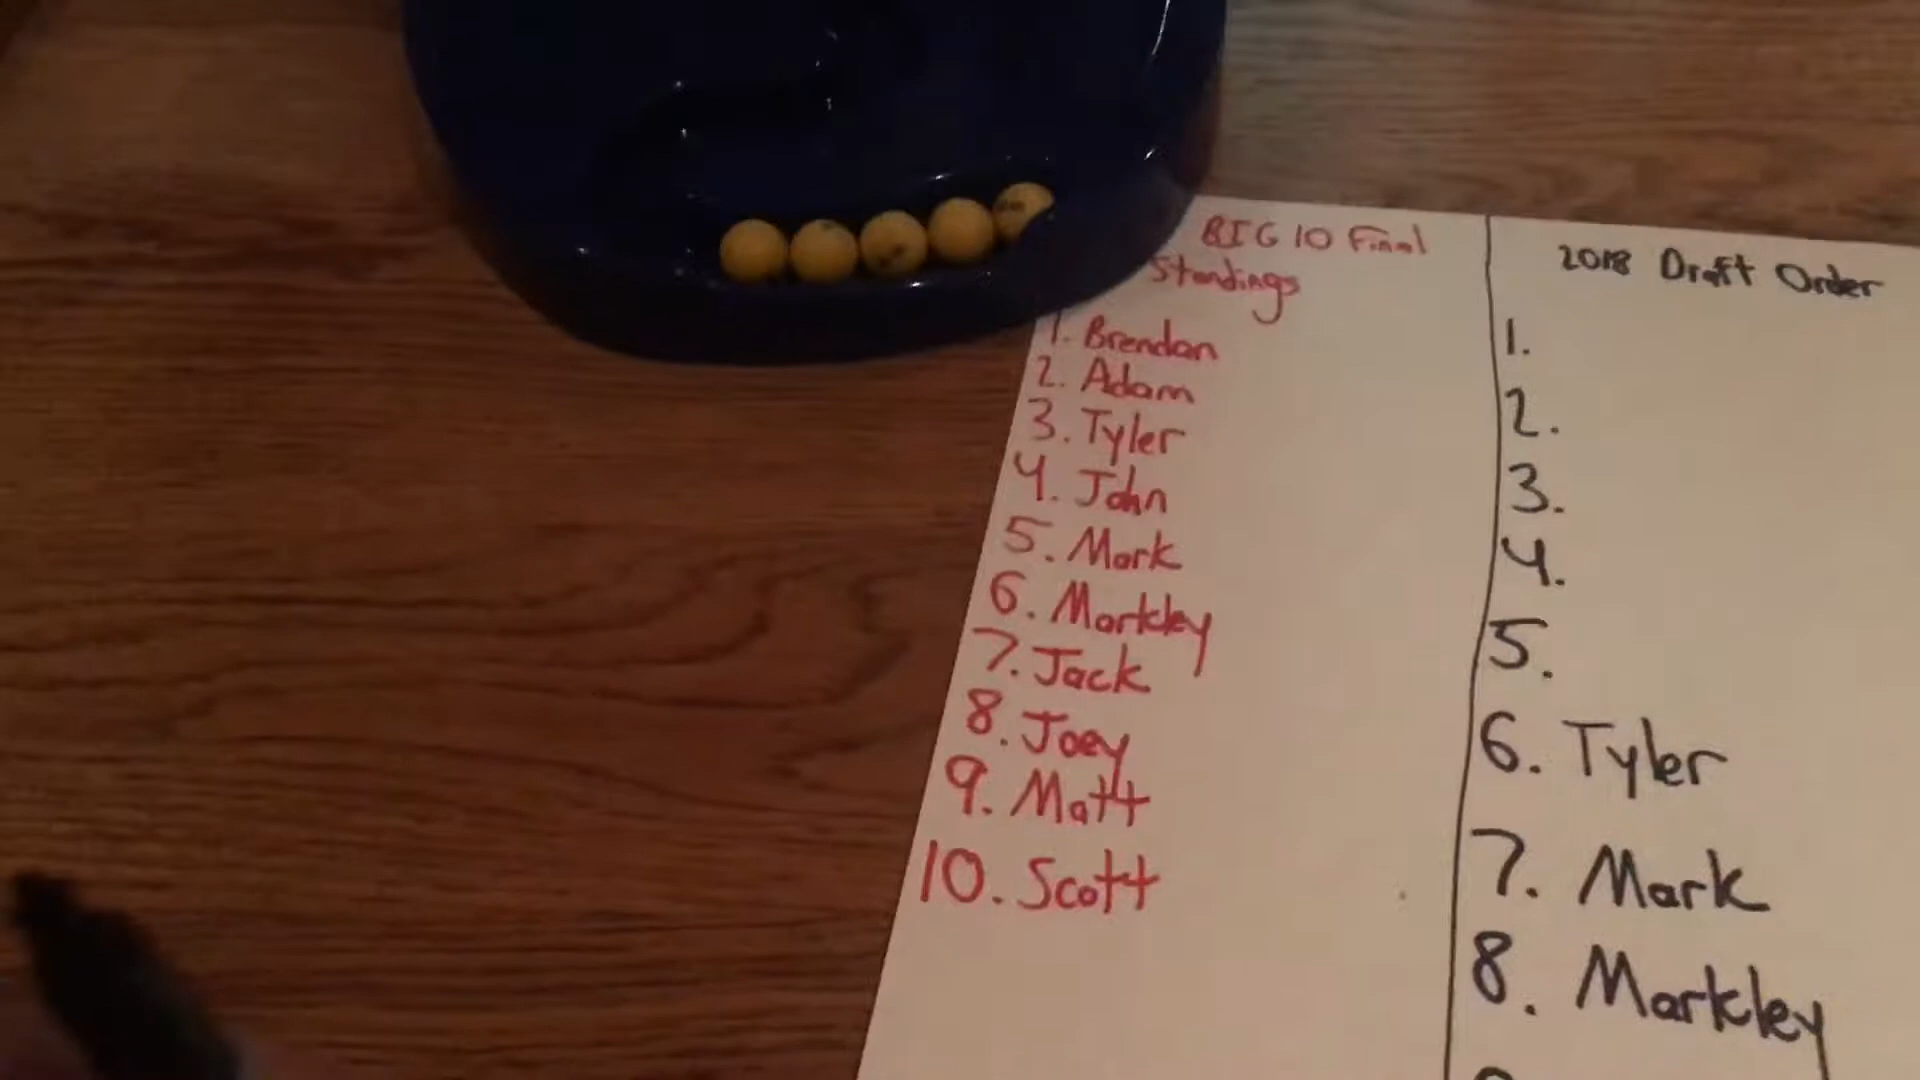 BIG 10 Final
Standings
1. Brendan
2. Adam
3. Tyler
4. John
5. Mark
6. Markley
7. Jack
8. Joey
9. Matt
10. Scott
2018 Draft Order
1.
2.
3.
4.
5.
6. Tyler
7. Mark
8. Markley